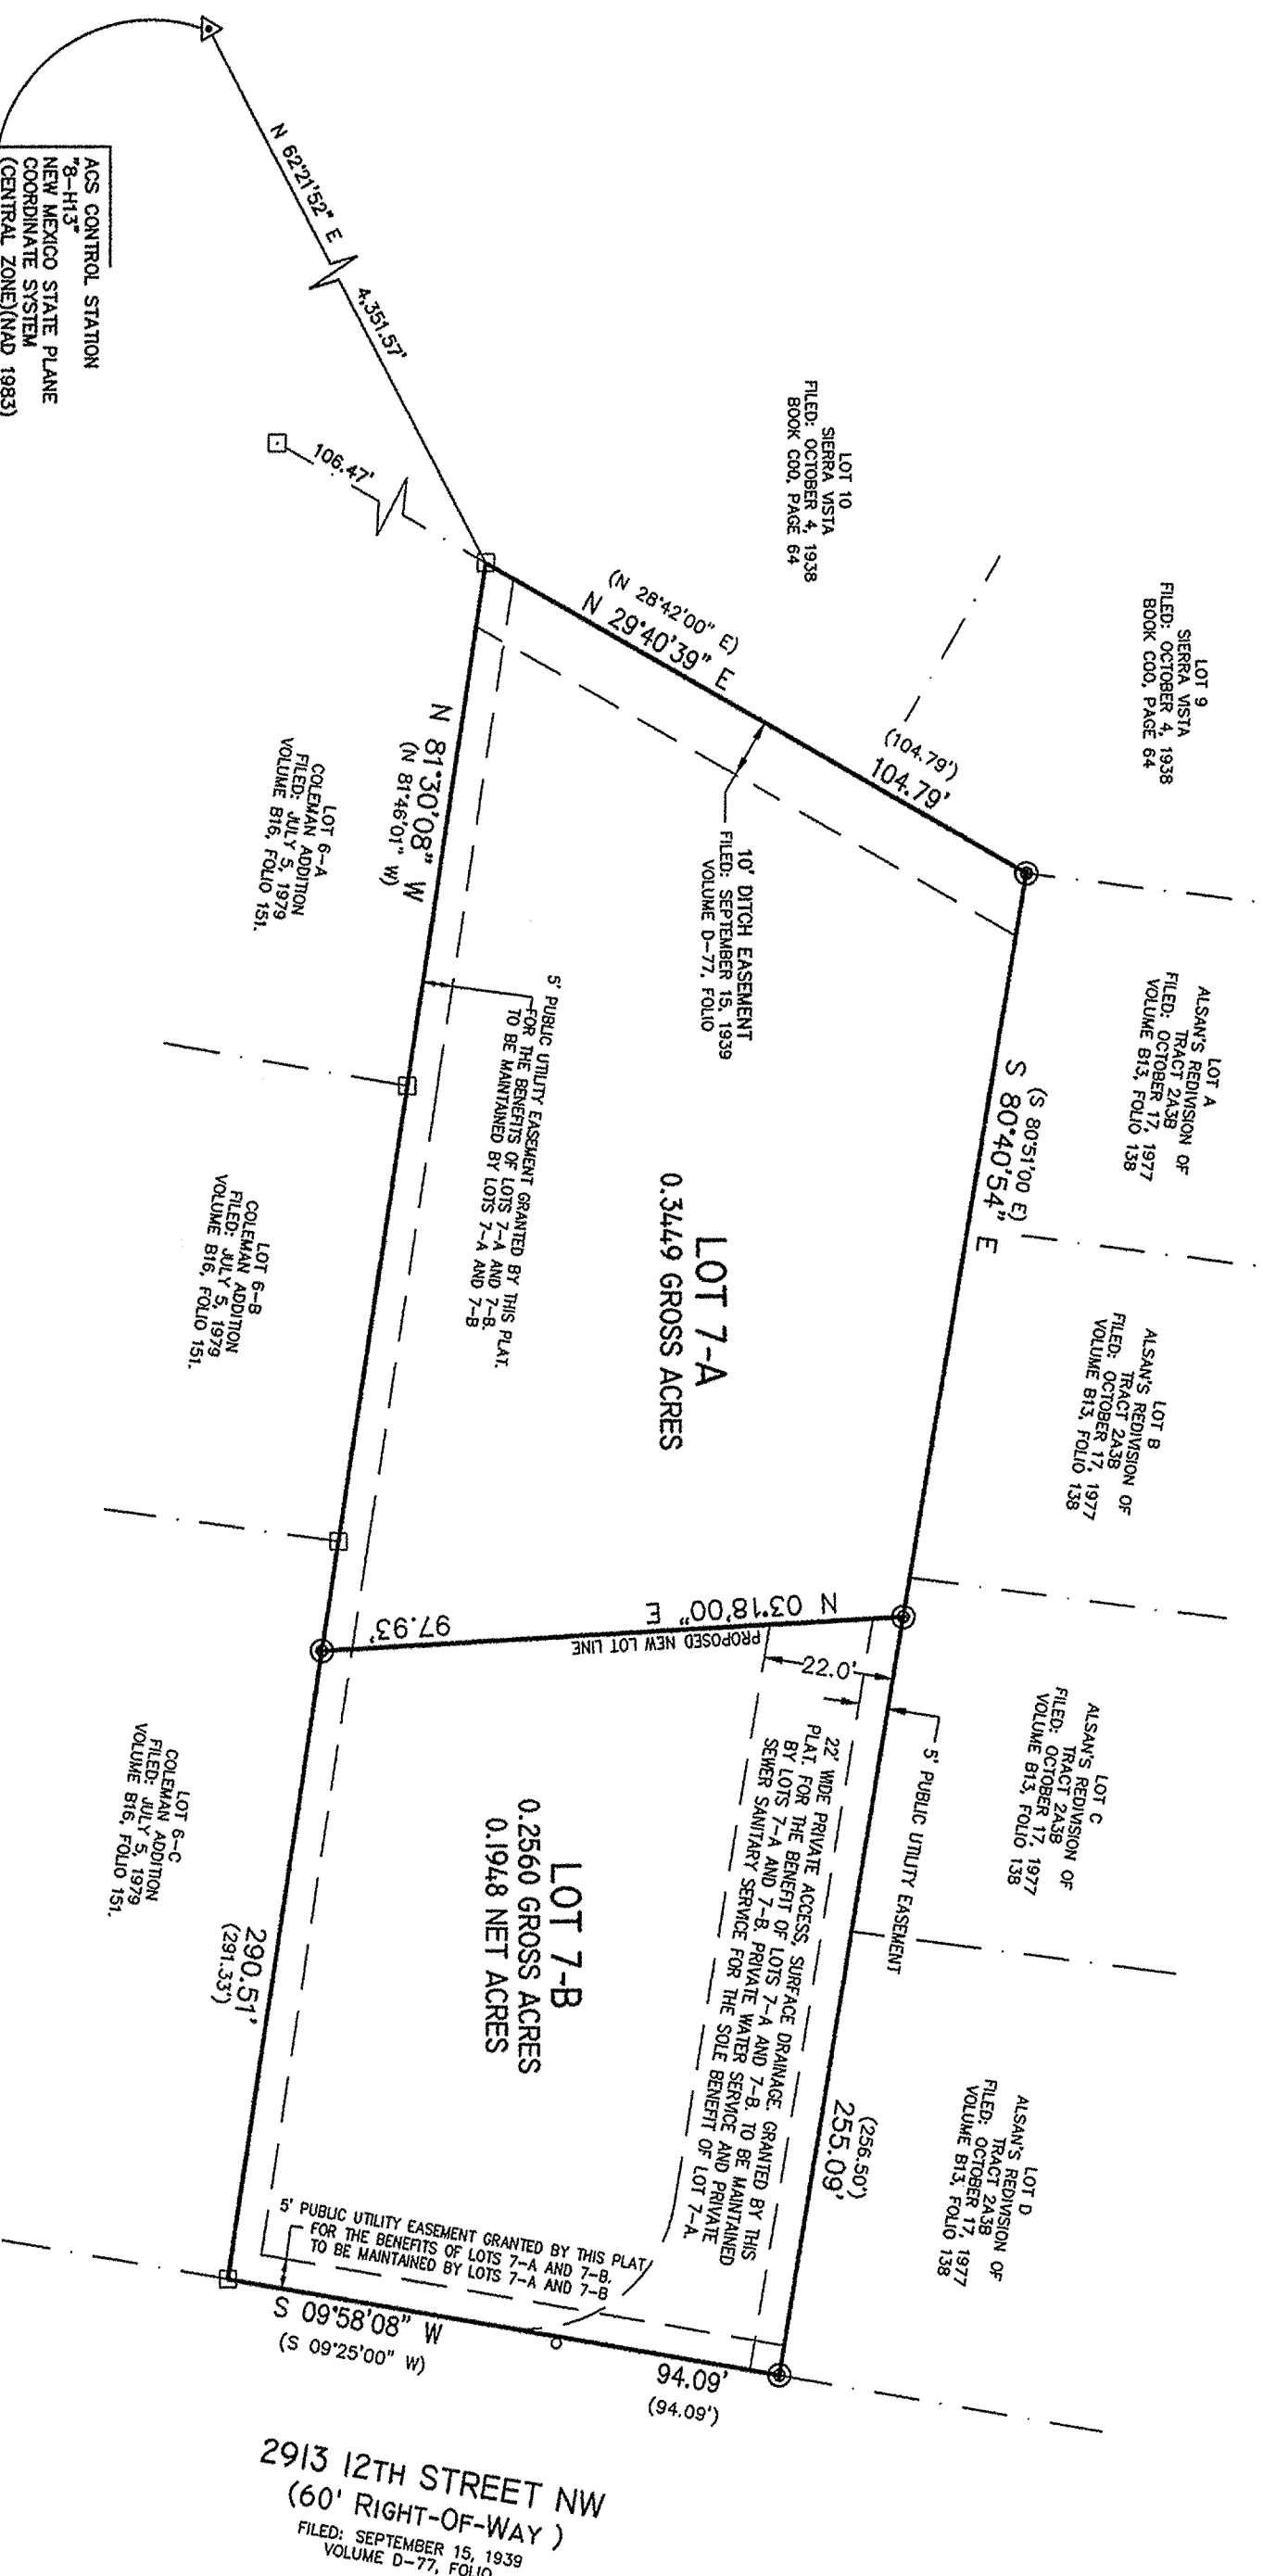 ACS CONTROL STATION
"8-H13"
NEW MEXICO STATE PLANE
COORDINATE SYSTEM
(CENTRAL ZONE)(NAD 1983)
N 62°21'52" E
4,351.57'
106.47'
LOT 10
SIERRA VISTA
FILED: OCTOBER 4, 1938
BOOK C00, PAGE 64
LOT 9
SIERRA VISTA
FILED: OCTOBER 4, 1938
BOOK C00, PAGE 64
(N 28°42'00" E)
N 29°40'39" E
(104.79')
104.79'
10' DITCH EASEMENT
FILED: SEPTEMBER 15, 1939
VOLUME D-77, FOLIO
LOT A
ALSAN'S REDIVISION OF
TRACT 2A3B
FILED: OCTOBER 17, 1977
VOLUME B13, FOLIO 138
(S 80°51'00 E)
S 80°40'54" E
LOT B
ALSAN'S REDIVISION OF
TRACT 2A3B
FILED: OCTOBER 17, 1977
VOLUME B13, FOLIO 138
LOT C
ALSAN'S REDIVISION OF
TRACT 2A3B
FILED: OCTOBER 17, 1977
VOLUME B13, FOLIO 138
LOT D
ALSAN'S REDIVISION OF
TRACT 2A3B
FILED: OCTOBER 17, 1977
VOLUME B13, FOLIO 138
(256.50')
255.09'
5' PUBLIC UTILITY EASEMENT
22.0'
22' WIDE PRIVATE ACCESS, SURFACE DRAINAGE. GRANTED BY THIS
PLAT. FOR THE BENEFIT OF LOTS 7-A AND 7-B. TO BE MAINTAINED
BY LOTS 7-A AND 7-B. PRIVATE WATER SERVICE AND PRIVATE
SEWER SANITARY SERVICE FOR THE SOLE BENEFIT OF LOT 7-A.
LOT 7-A
0.3449 GROSS ACRES
N 03°18'00" E
97.93'
PROPOSED NEW LOT LINE
LOT 7-B
0.2560 GROSS ACRES
0.1948 NET ACRES
5' PUBLIC UTILITY EASEMENT GRANTED BY THIS PLAT.
FOR THE BENEFITS OF LOTS 7-A AND 7-B.
TO BE MAINTAINED BY LOTS 7-A AND 7-B
N 81°30'08" W
(N 81°46'01" W)
LOT 6-A
COLEMAN ADDITION
FILED: JULY 5, 1979
VOLUME B16, FOLIO 151.
LOT 6-B
COLEMAN ADDITION
FILED: JULY 5, 1979
VOLUME B16, FOLIO 151.
LOT 6-C
COLEMAN ADDITION
FILED: JULY 5, 1979
VOLUME B16, FOLIO 151.
290.51'
(291.33')
5' PUBLIC UTILITY EASEMENT GRANTED BY THIS PLAT
FOR THE BENEFITS OF LOTS 7-A AND 7-B.
TO BE MAINTAINED BY LOTS 7-A AND 7-B
S 09°58'08" W
(S 09°25'00" W)
94.09'
(94.09')
2913 12TH STREET NW
(60' RIGHT-OF-WAY )
FILED: SEPTEMBER 15, 1939
VOLUME D-77, FOLIO